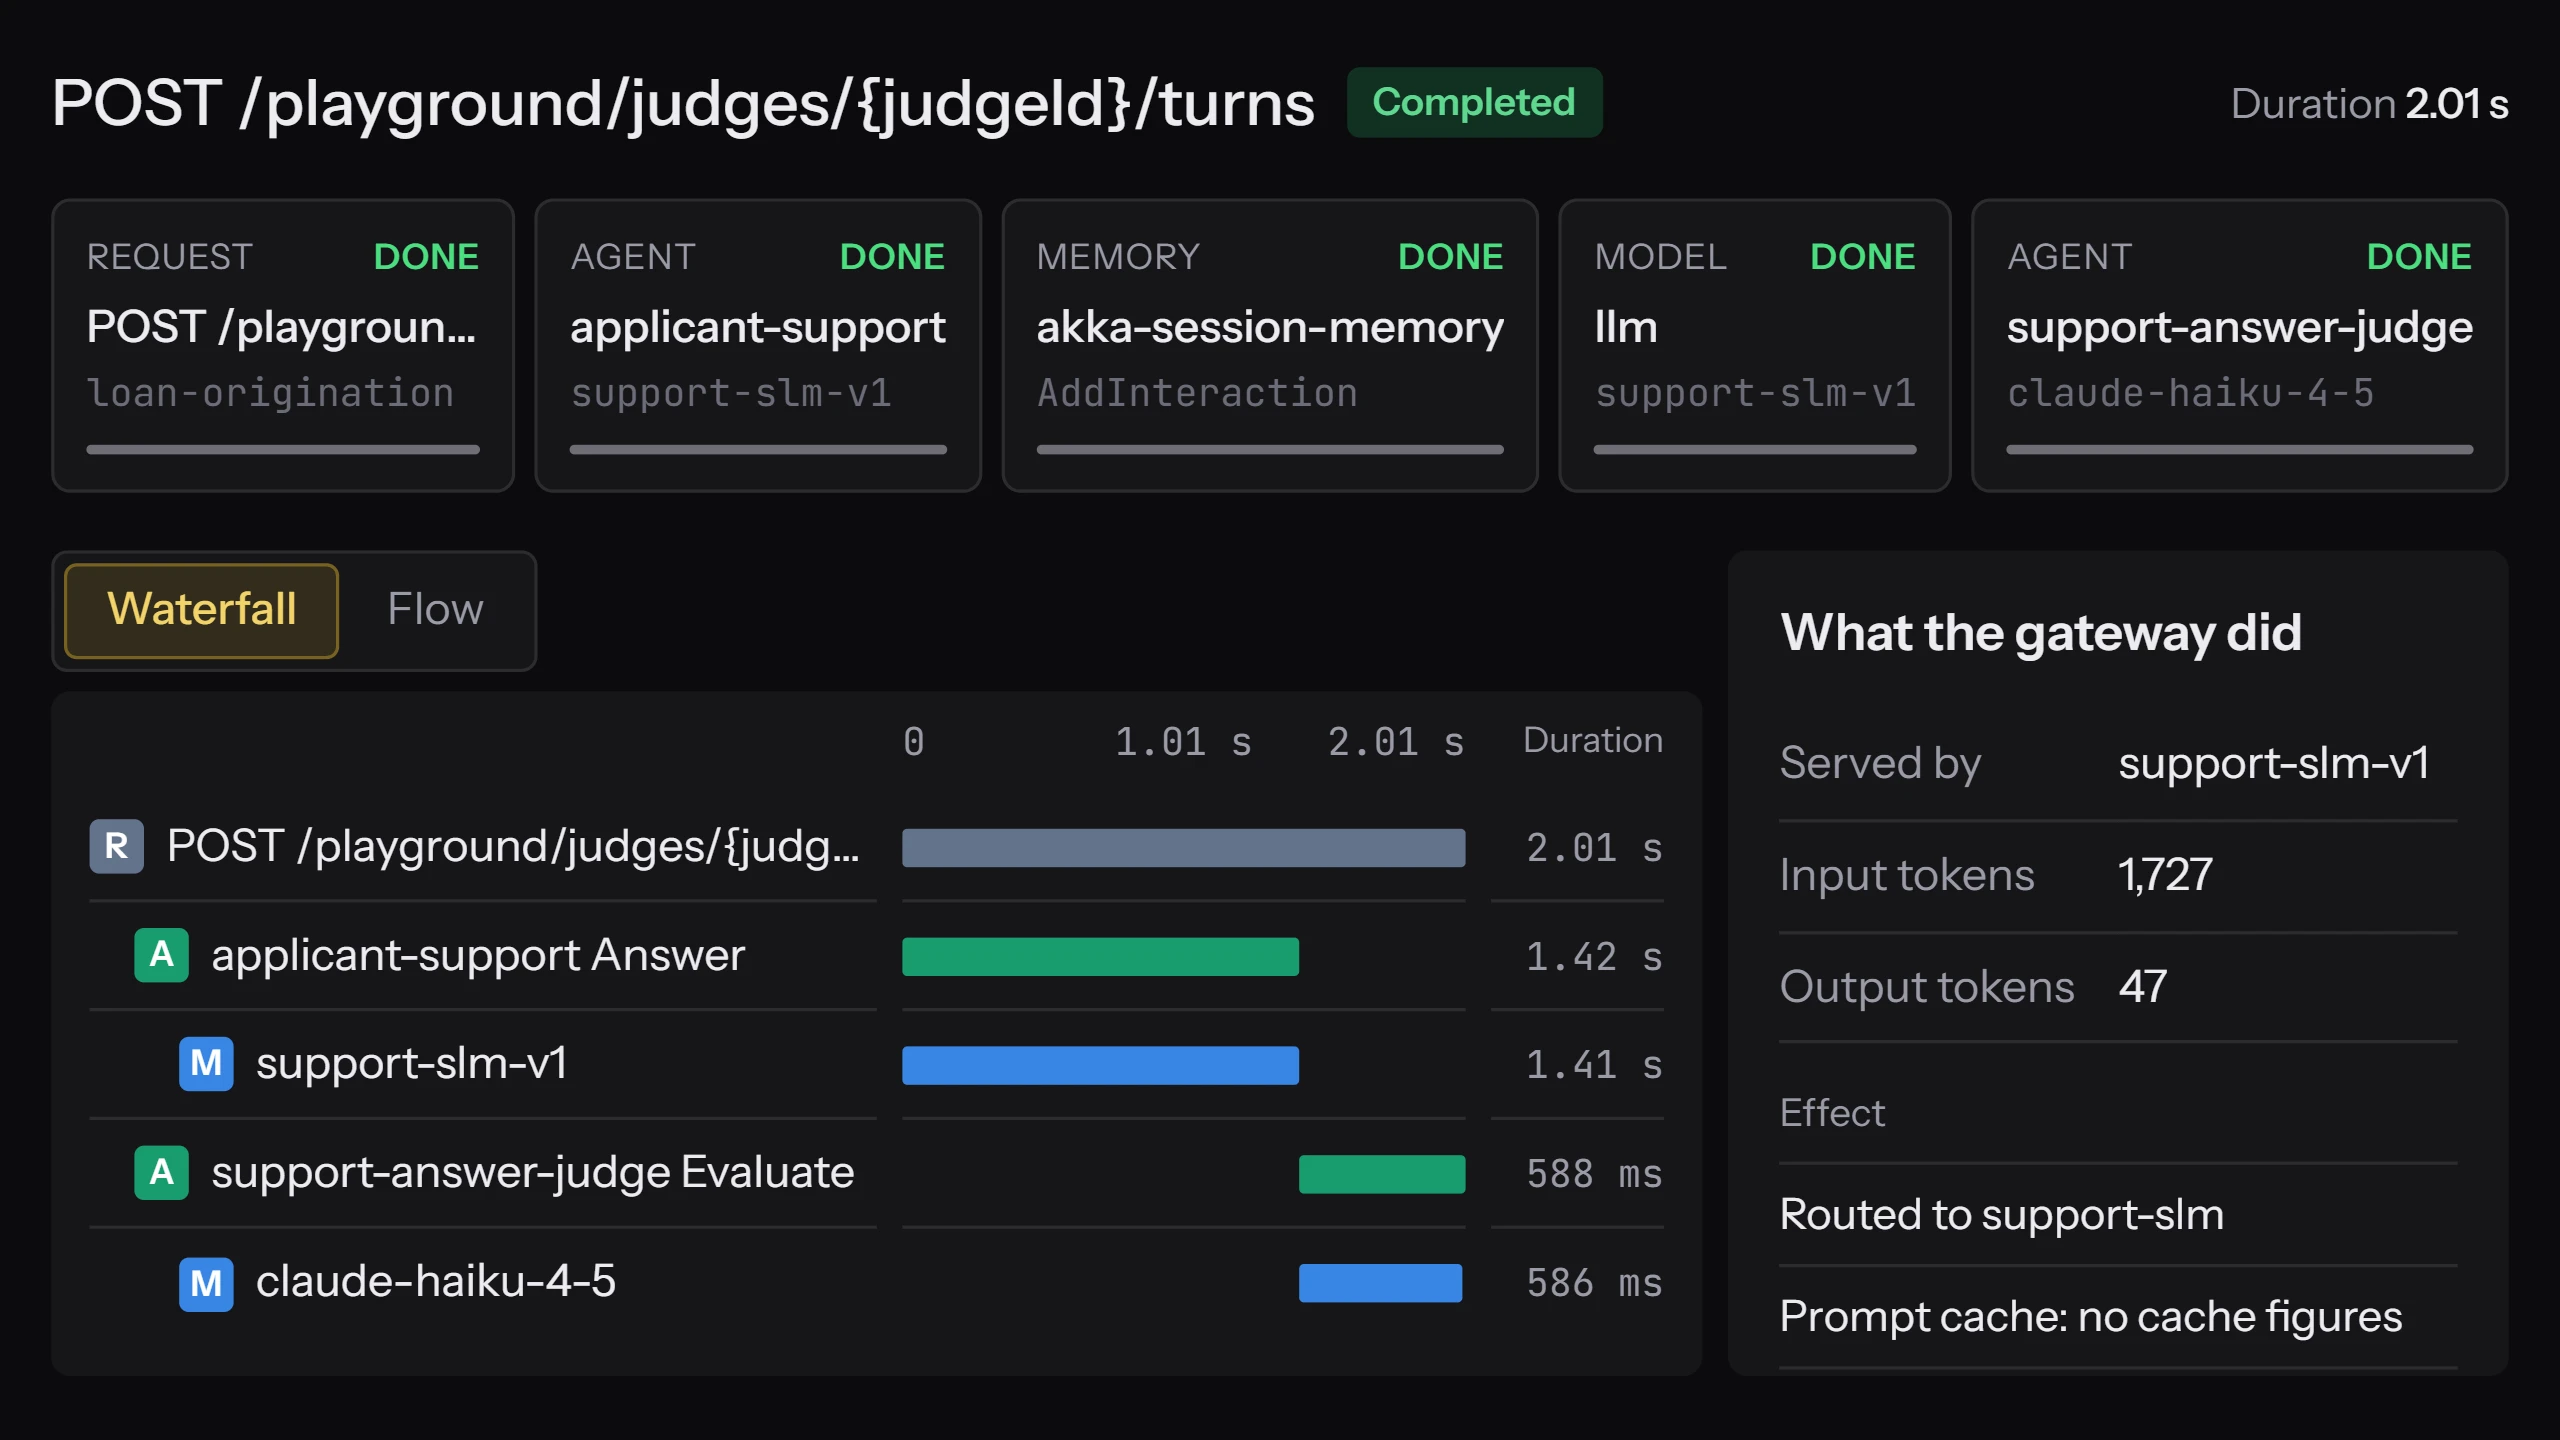 POST /playground/judges/{judgeId}/turns
Completed
Duration 2.01 s
REQUEST DONE
POST /playgroun...
loan-origination
AGENT DONE
applicant-support
support-slm-v1
MEMORY DONE
akka-session-memory
AddInteraction
MODEL DONE
llm
support-slm-v1
AGENT DONE
support-answer-judge
claude-haiku-4-5
Waterfall Flow
0 1.01 s 2.01 s Duration
R POST /playground/judges/{judg... 2.01 s
A applicant-support Answer 1.42 s
M support-slm-v1 1.41 s
A support-answer-judge Evaluate 588 ms
M claude-haiku-4-5 586 ms
What the gateway did
Served by support-slm-v1
Input tokens 1,727
Output tokens 47
Effect
Routed to support-slm
Prompt cache: no cache figures